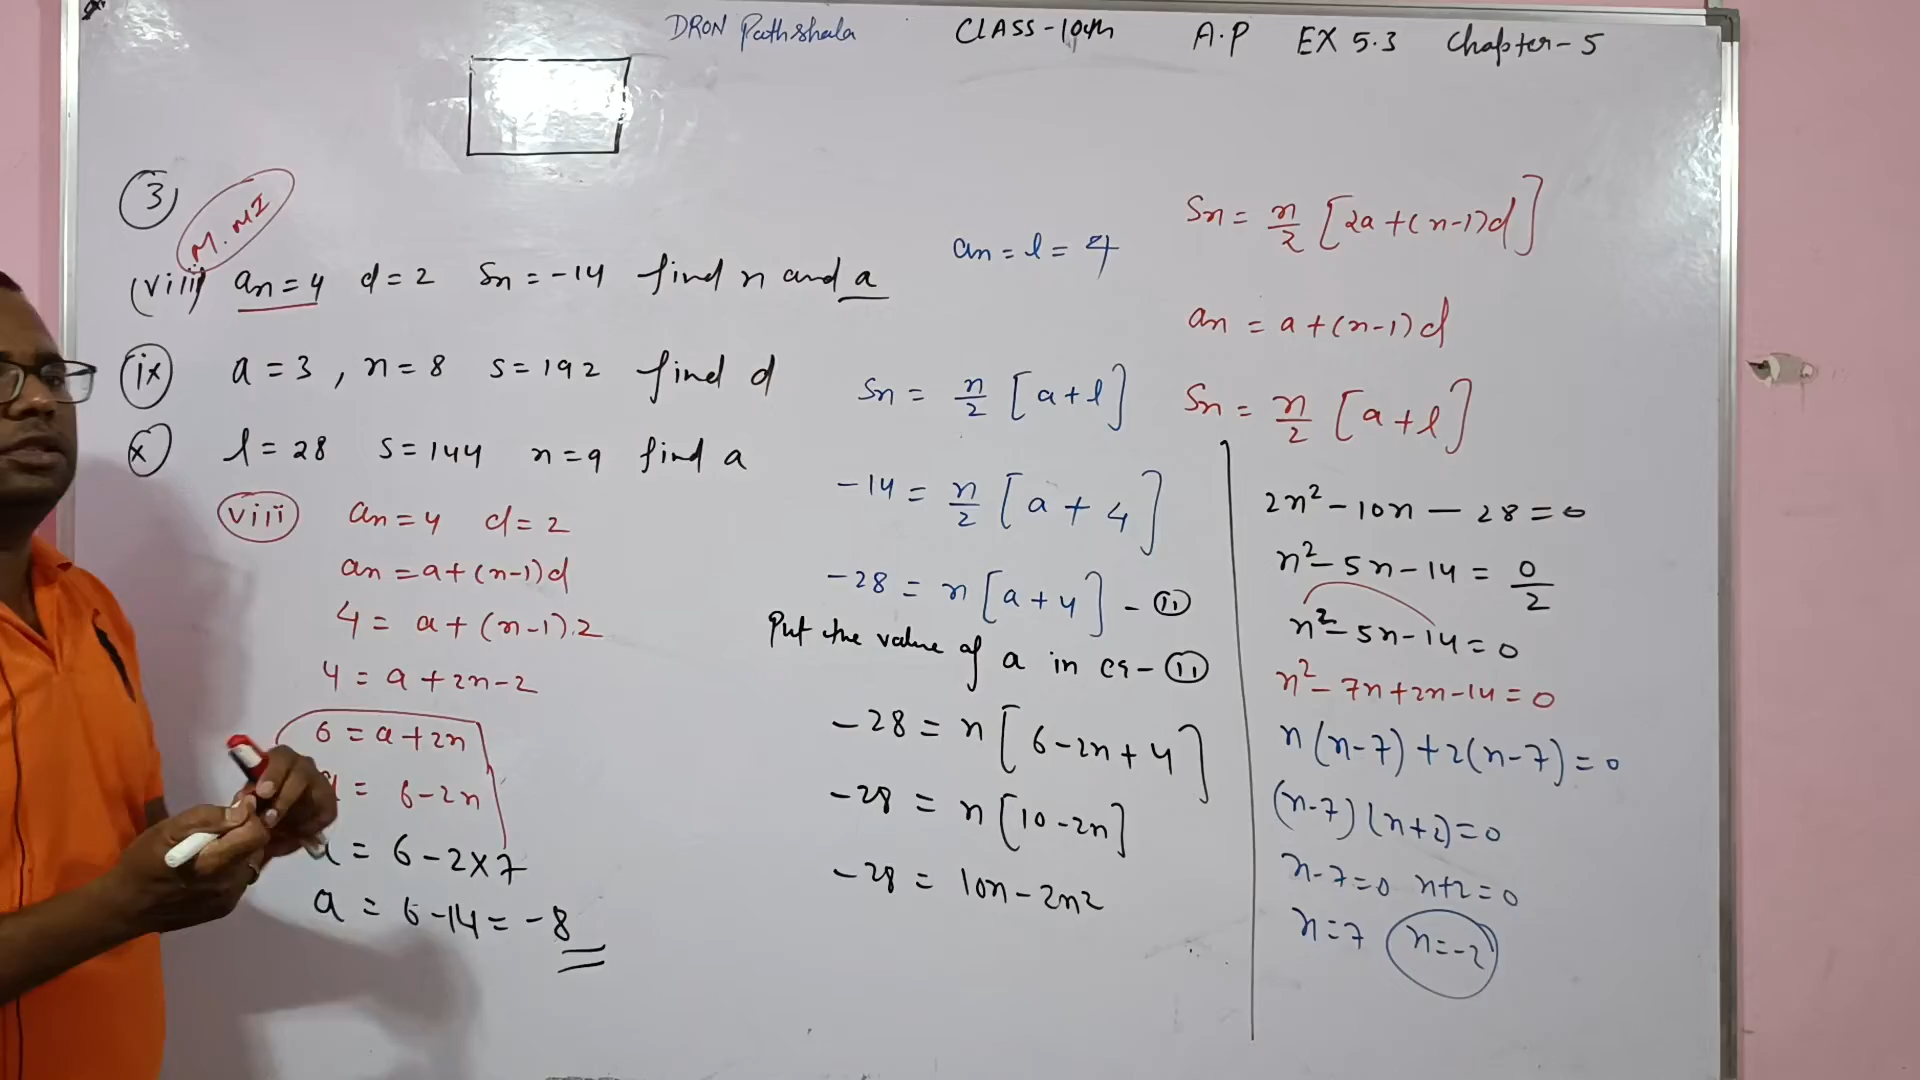 DRON Pathshala CLASS-10th A.P EX 5.3 Chapter-5
3
M. MI
(viii) an=4 d=2 Sn=-14 find n and a
(ix) a=3, n=8 s=192 find d
(x) l=28 s=144 n=9 find a
(viii) an=4 d=2
an=a+(n-1)d
4= a+(n-1).2
4=a+2n-2
6=a+2n
= 6-2n
= 6-2×7
a=6-14=-8
an=l=4
Sn= n/2 [a+l]
-14= n/2 [a+4]
-28=n[a+4]-(ii)
Put the value of a in eq-(ii)
-28=n[6-2n+4]
-28=n[10-2n]
-28=10n-2n2
Sn= n/2 [2a+(n-1)d]
an=a+(n-1)d
Sn= n/2 [a+l]
2n²-10n-28=0
n²-5n-14= 0/2
n²-5n-14=0
n²-7n+2n-14=0
n(n-7)+2(n-7)=0
(n-7)(n+2)=0
n-7=0 n+2=0
n=7 n=-2